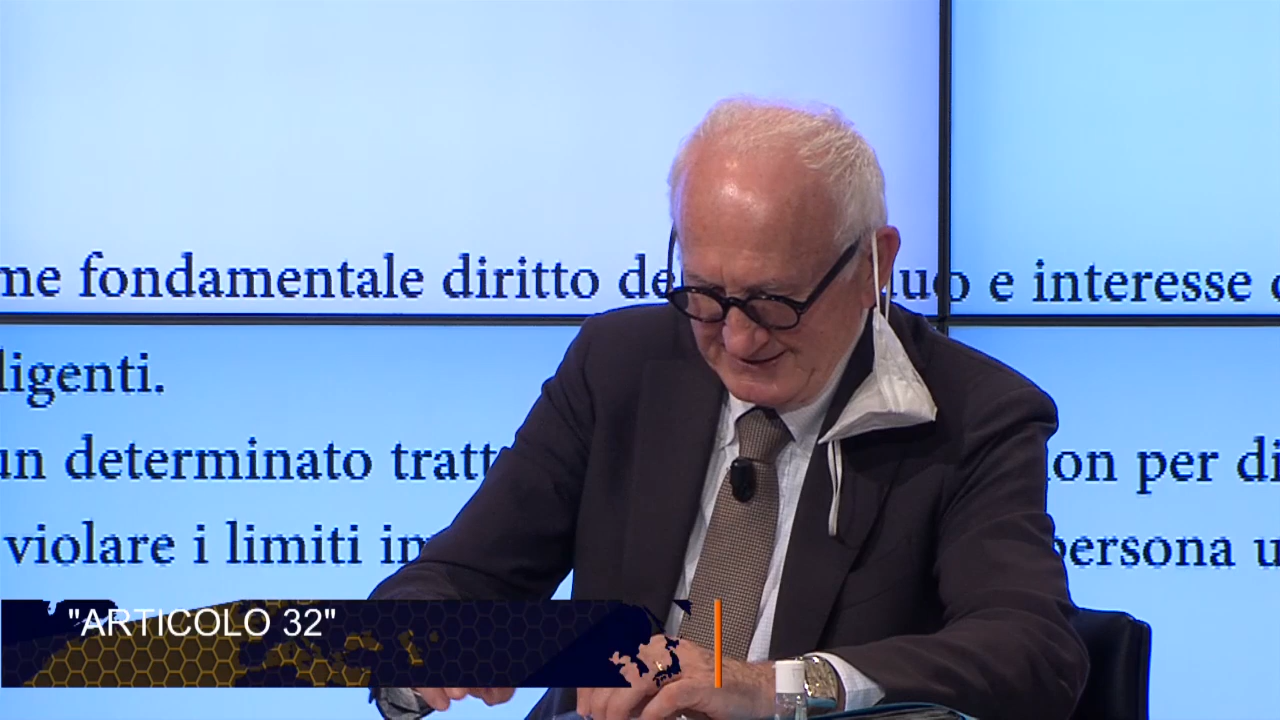 me fondamentale diritto de uo e interesse
ligenti.
un determinato tratt on per di
violare i limiti im persona u
"ARTICOLO 32"